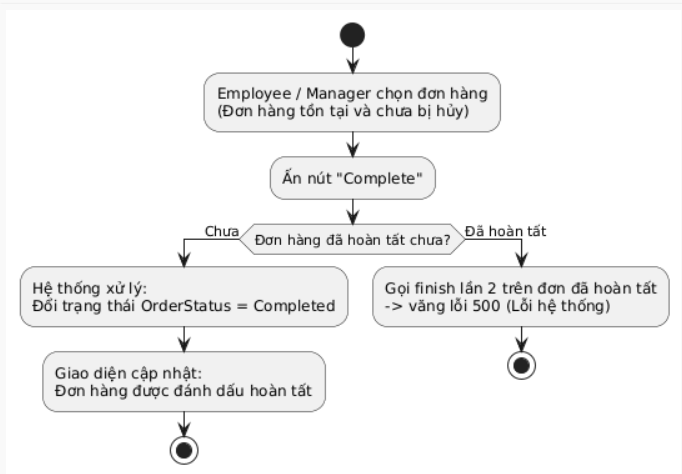 Employee / Manager chọn đơn hàng
(Đơn hàng tồn tại và chưa bị hủy)
Ấn nút "Complete"
Chưa
Đơn hàng đã hoàn tất chưa?
Đã hoàn tất
Hệ thống xử lý:
Đổi trạng thái OrderStatus = Completed
Gọi finish lần 2 trên đơn đã hoàn tất
-> văng lỗi 500 (Lỗi hệ thống)
Giao diện cập nhật:
Đơn hàng được đánh dấu hoàn tất